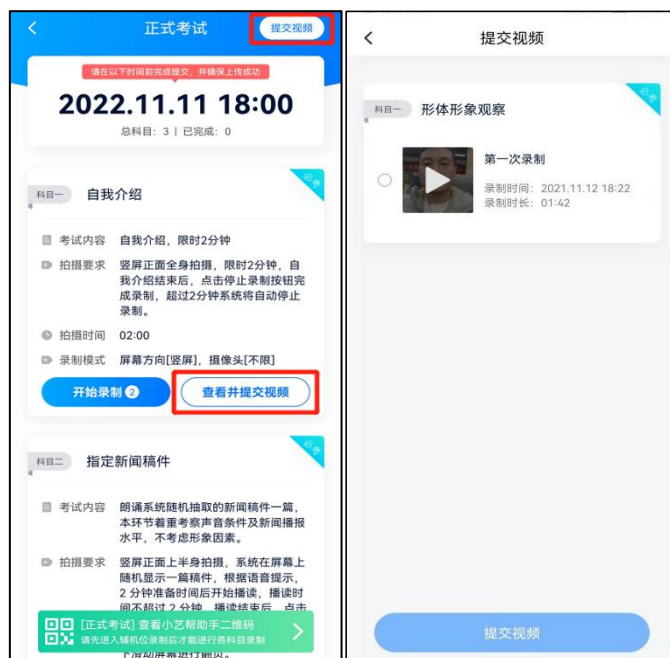 正式考试
提交视频
请在以下时间前完成提交，并确保上传成功
2022.11.11 18:00
总科目：3 | 已完成：0
必考
科目一 自我介绍
考试内容 自我介绍，限时2分钟
拍摄要求 竖屏正面全身拍摄，限时2分钟，自
我介绍结束后，点击停止录制按钮完
成录制，超过2分钟系统将自动停止
录制。
拍摄时间 02:00
录制模式 屏幕方向[竖屏]，摄像头[不限]
开始录制 2
查看并提交视频
必考
科目二 指定新闻稿件
考试内容 朗诵系统随机抽取的新闻稿件一篇，
本环节着重考察声音条件及新闻播报
水平，不考虑形象因素。
拍摄要求 竖屏正面上半身拍摄，系统在屏幕上
随机显示一篇稿件，根据语音提示，
2 分钟准备时间后开始播读，播读时
间不超过 2 分钟，播读结束后，点击
[正式考试] 查看小艺帮助手二维码
请先进入辅机位录制后才能进行各科目录制
下滑动屏幕进行翻页。
提交视频
必考
科目一 形体形象观察
第一次录制
录制时间：2021.11.12 18:22
录制时长：01:42
提交视频